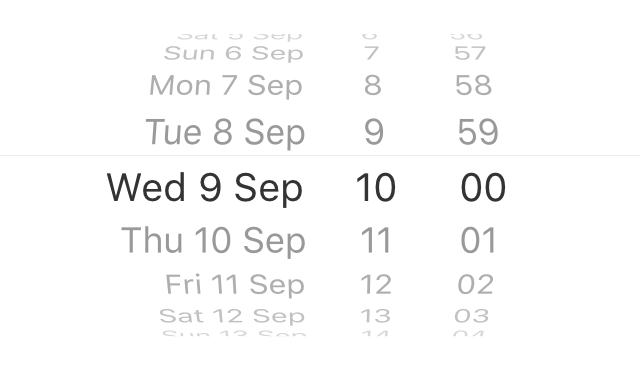 Sat 5 Sep 6 56
Sun 6 Sep 7 57
Mon 7 Sep 8 58
Tue 8 Sep 9 59
Wed 9 Sep 10 00
Thu 10 Sep 11 01
Fri 11 Sep 12 02
Sat 12 Sep 13 03
Sun 13 Sep 14 04